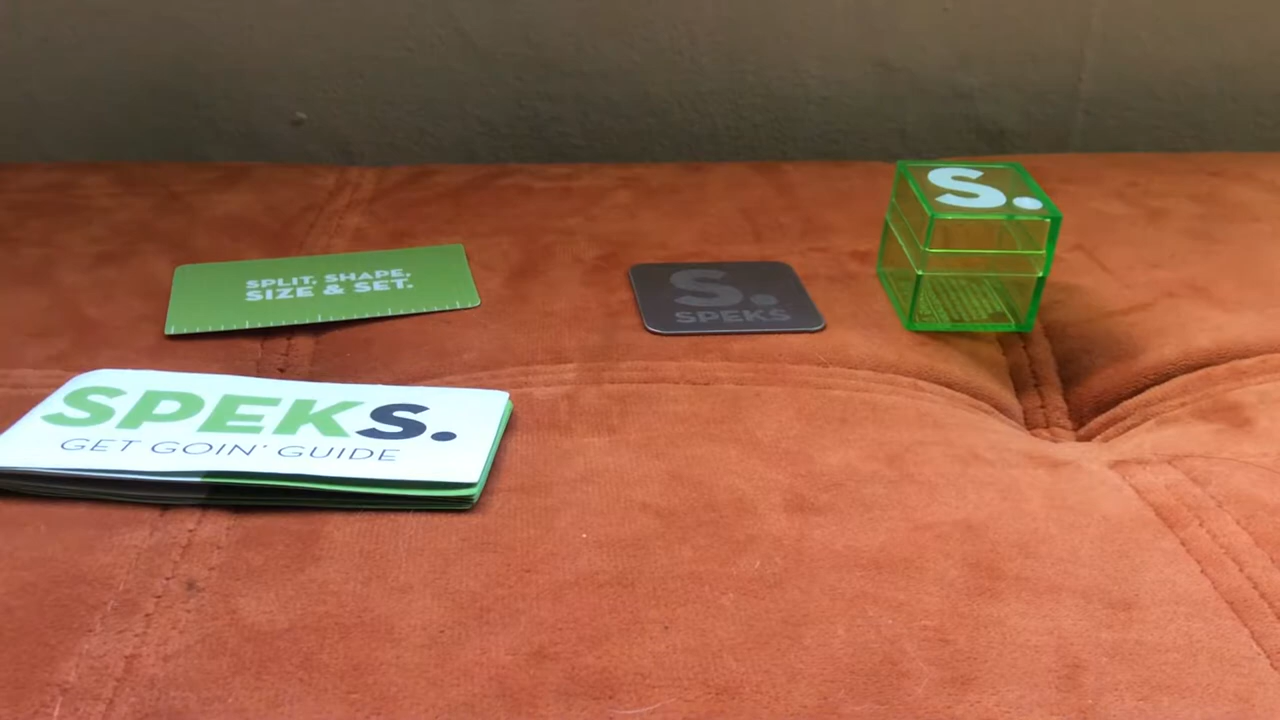 SPLIT, SHAPE,
SIZE & SET.
S.
SPEKS
S.
SPEKS.
GET GOIN' GUIDE